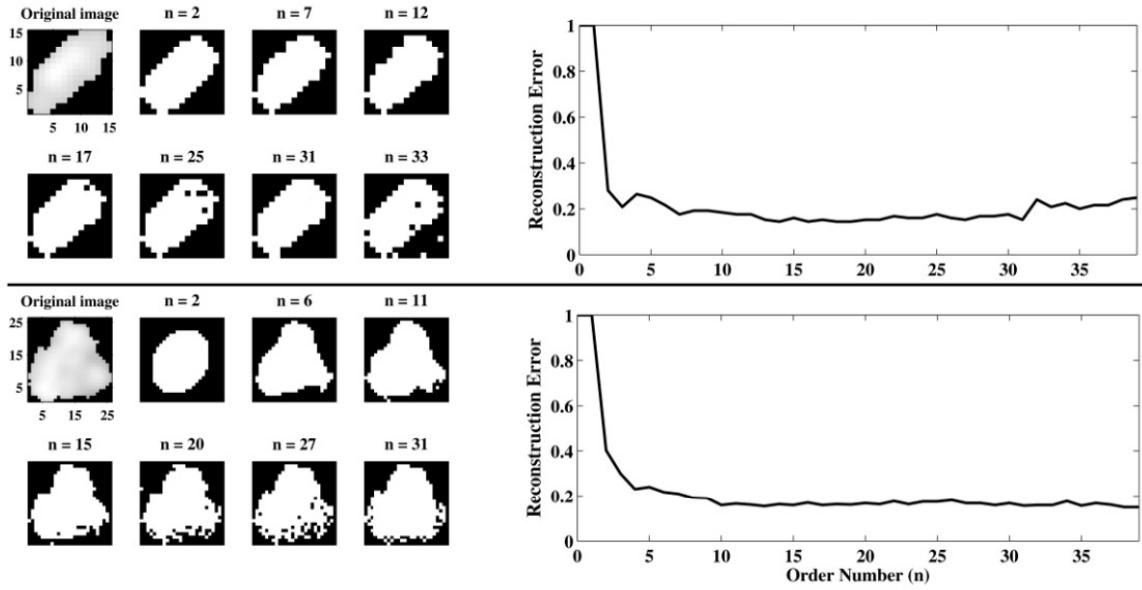 Original image n = 2 n = 7 n = 12
15
10
5
5 10 15
n = 17 n = 25 n = 31 n = 33
1
0.8
0.6
0.4
0.2
0
Reconstruction Error
0 5 10 15 20 25 30 35
Original image n = 2 n = 6 n = 11
25
15
5
5 15 25
n = 15 n = 20 n = 27 n = 31
1
0.8
0.6
0.4
0.2
0
Reconstruction Error
0 5 10 15 20 25 30 35
Order Number (n)